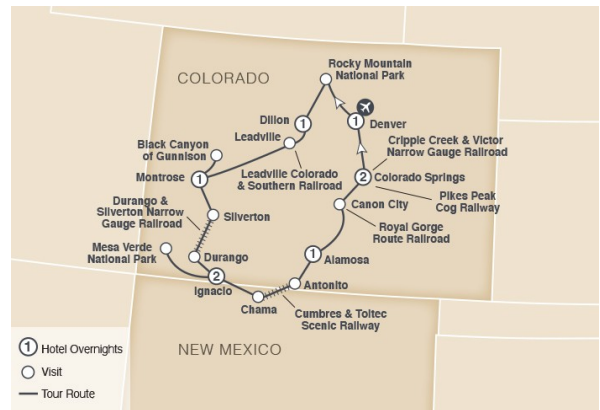 Rocky Mountain
National Park
COLORADO
Dillon
1
1
Denver
Leadville
Cripple Creek & Victor
Narrow Gauge Railroad
Black Canyon
of Gunnison
Montrose
1
Leadville Colorado
& Southern Railroad
2
Colorado Springs
Pikes Peak
Cog Railway
Durango &
Silverton Narrow
Gauge Railroad
Silverton
Canon City
Royal Gorge
Route Railroad
Mesa Verde
National Park
Durango
1
Alamosa
2
Ignacio
Antonito
Chama
Cumbres & Toltec
Scenic Railway
NEW MEXICO
1 Hotel Overnights
Visit
Tour Route